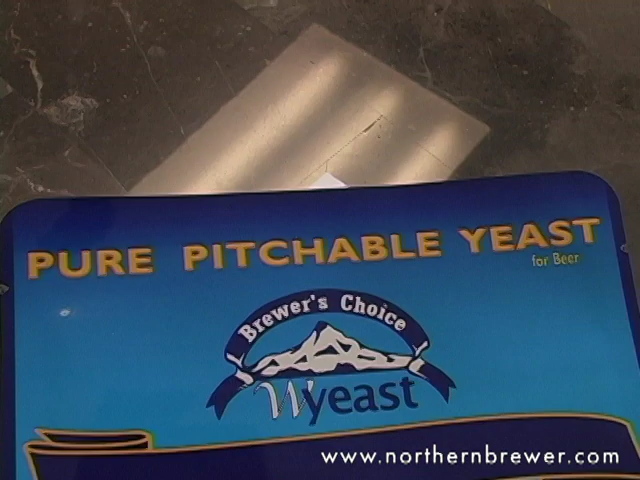 PURE PITCHABLE YEAST
for Beer
Brewer's Choice
Wyeast
www.northernbrewer.com